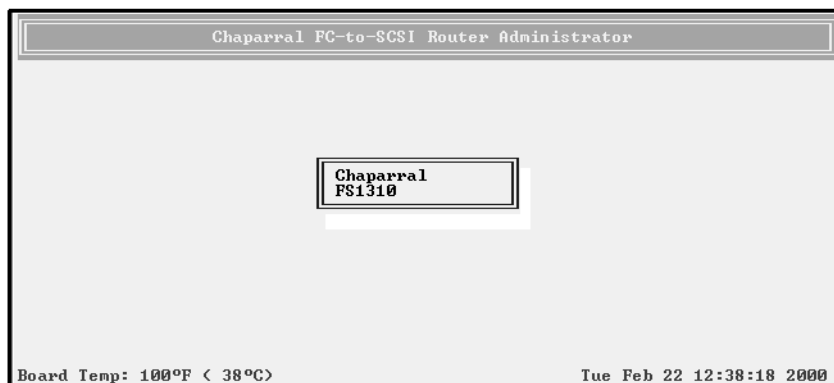 Chaparral FC-to-SCSI Router Administrator
Chaparral
FS1310
Board Temp: 100ºF ( 38ºC)
Tue Feb 22 12:38:18 2000